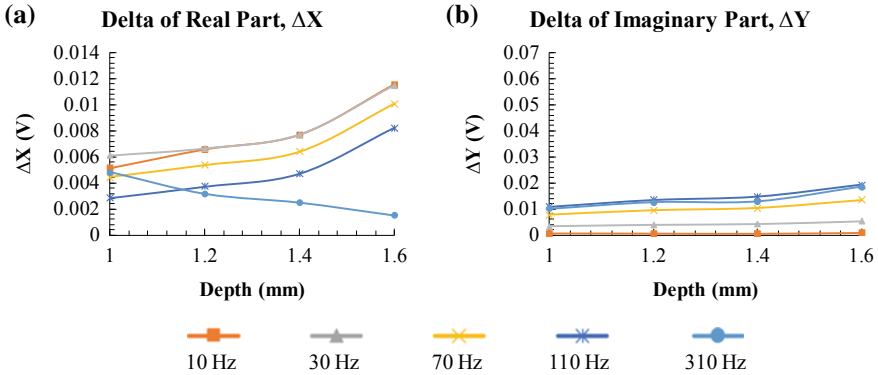 (a) Delta of Real Part, ΔX
0.014
0.012
0.01
0.008
0.006
0.004
0.002
0
ΔX (V)
1 1.2 1.4 1.6
Depth (mm)
(b) Delta of Imaginary Part, ΔY
0.07
0.06
0.05
0.04
0.03
0.02
0.01
0
ΔY (V)
1 1.2 1.4 1.6
Depth (mm)
10 Hz 30 Hz 70 Hz 110 Hz 310 Hz